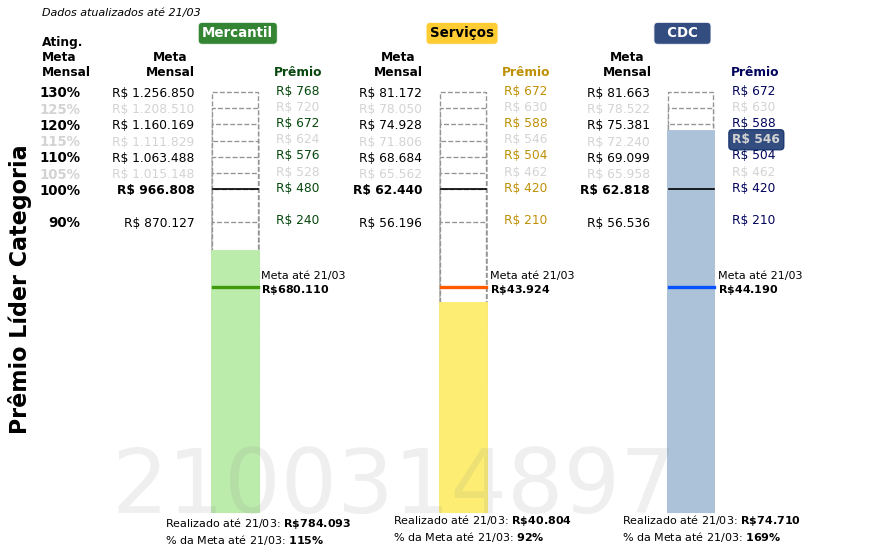 Dados atualizados até 21/03
Mercantil Serviços CDC
Ating. Meta Mensal Meta Mensal Prêmio Meta Mensal Prêmio Meta Mensal Prêmio
130% R$ 1.256.850 R$ 768 R$ 81.172 R$ 672 R$ 81.663 R$ 672
125% R$ 1.208.510 R$ 720 R$ 78.050 R$ 630 R$ 78.522 R$ 630
120% R$ 1.160.169 R$ 672 R$ 74.928 R$ 588 R$ 75.381 R$ 588
115% R$ 1.111.829 R$ 624 R$ 71.806 R$ 546 R$ 72.240 R$ 546
110% R$ 1.063.488 R$ 576 R$ 68.684 R$ 504 R$ 69.099 R$ 504
105% R$ 1.015.148 R$ 528 R$ 65.562 R$ 462 R$ 65.958 R$ 462
100% R$ 966.808 R$ 480 R$ 62.440 R$ 420 R$ 62.818 R$ 420
90% R$ 870.127 R$ 240 R$ 56.196 R$ 210 R$ 56.536 R$ 210
Meta até 21/03 Meta até 21/03 Meta até 21/03
R$680.110 R$43.924 R$44.190
Prêmio Líder Categoria
2100314897
Realizado até 21/03: R$784.093 Realizado até 21/03: R$40.804 Realizado até 21/03: R$74.710
% da Meta até 21/03: 115% % da Meta até 21/03: 92% % da Meta até 21/03: 169%